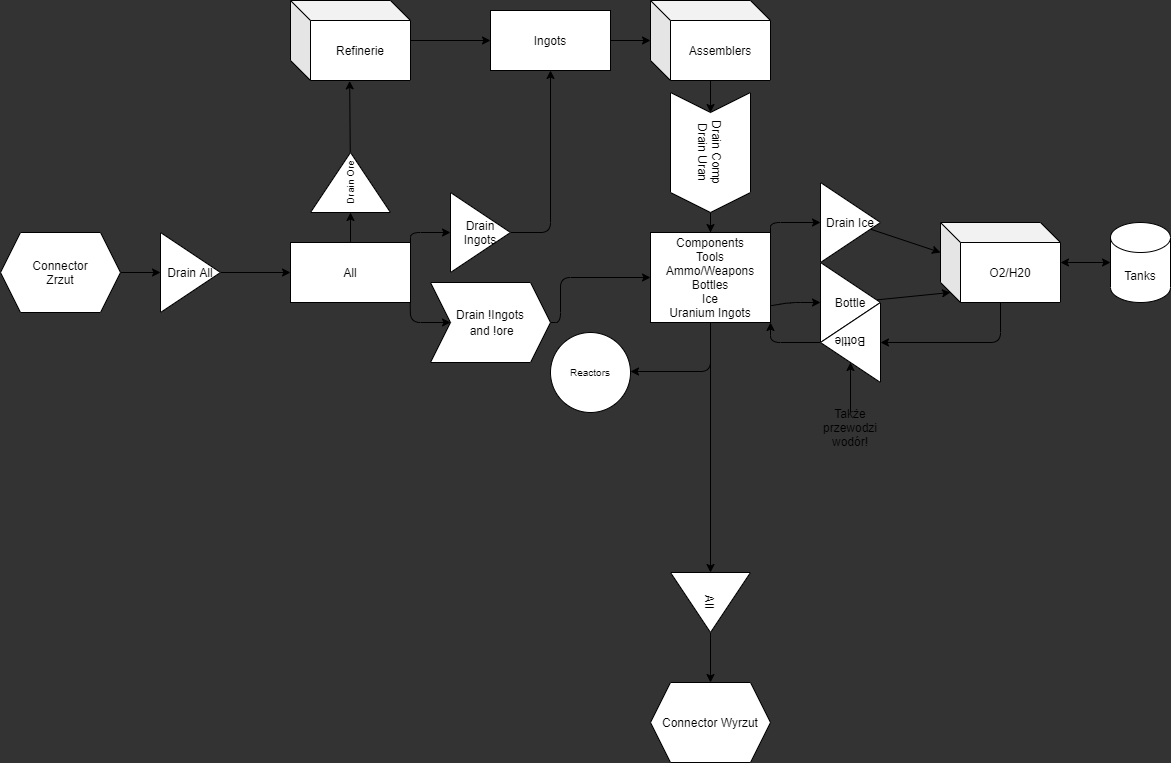 Refinerie
Ingots
Assemblers
Drain Comp
Drain Uran
Drain Ore
Connector
Zrzut
Drain All
All
Drain
Ingots
Drain !Ingots
and !ore
Components
Tools
Ammo/Weapons
Bottles
Ice
Uranium Ingots
Drain Ice
Bottle
Bottle
O2/H20
Tanks
Reactors
Także
przewodzi
wodòr!
All
Connector Wyrzut